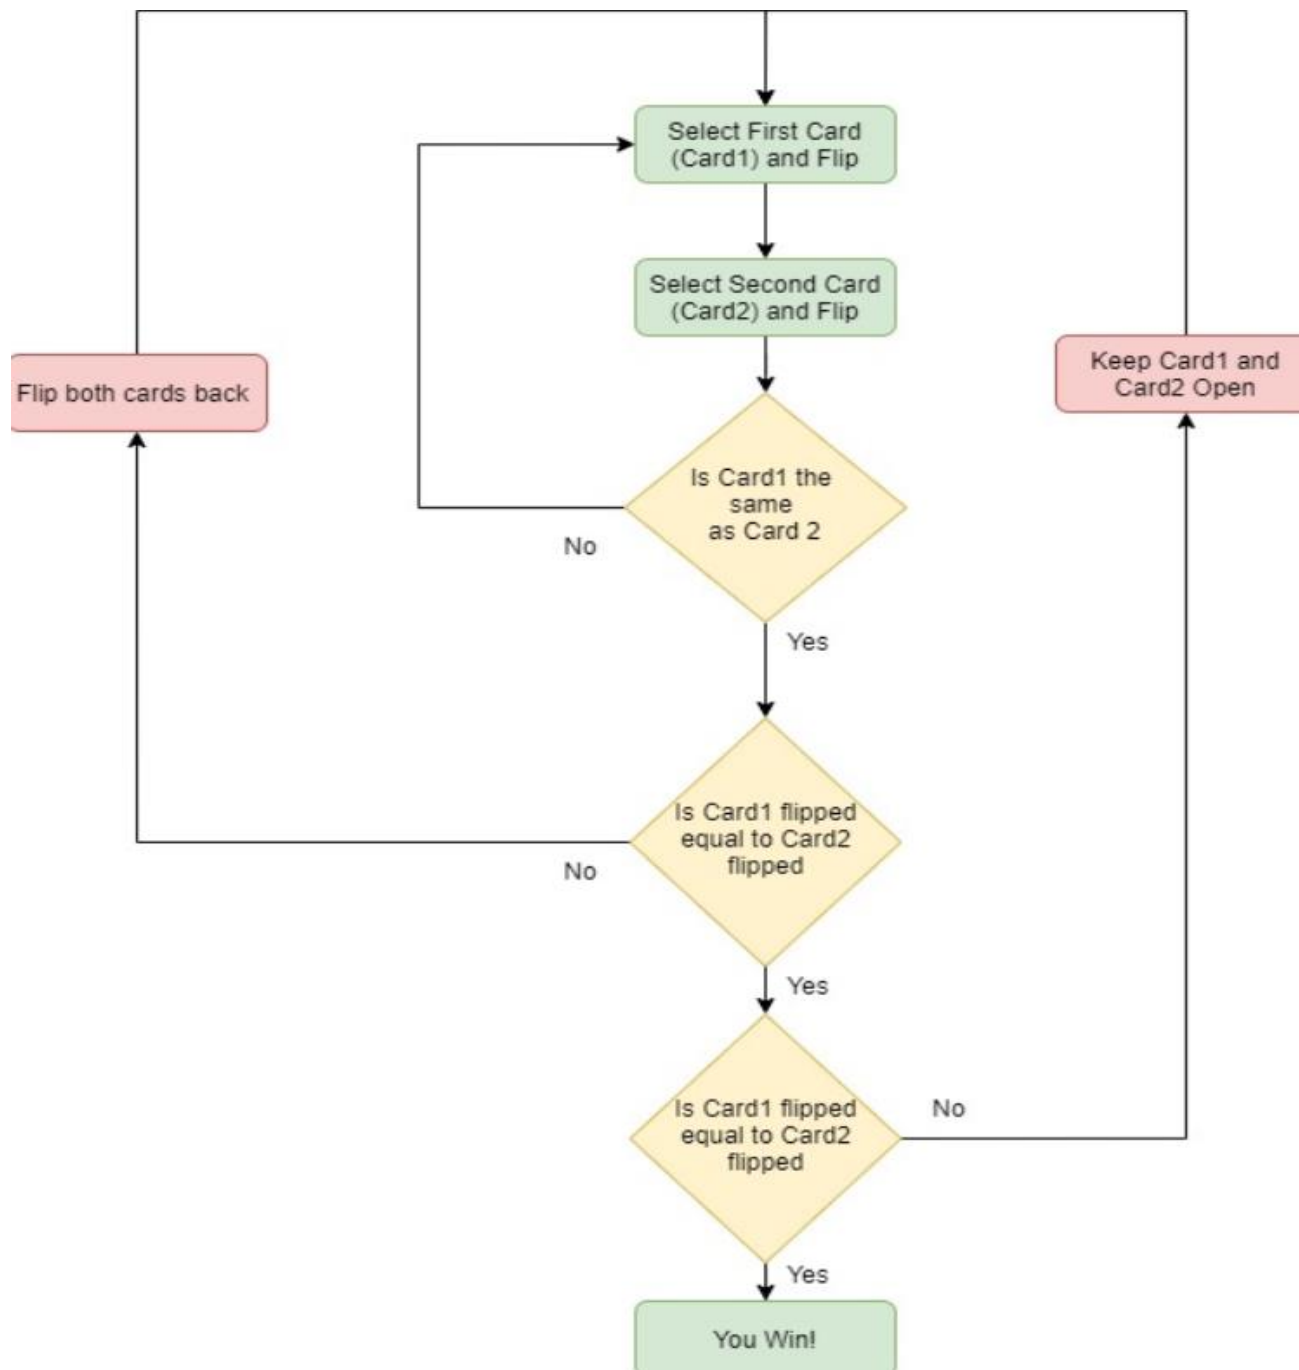 Select First Card
(Card1) and Flip
Select Second Card
(Card2) and Flip
Flip both cards back
Keep Card1 and
Card2 Open
Is Card1 the
same
as Card 2
No
Yes
Is Card1 flipped
equal to Card2
flipped
No
Yes
Is Card1 flipped
equal to Card2
flipped
No
Yes
You Win!